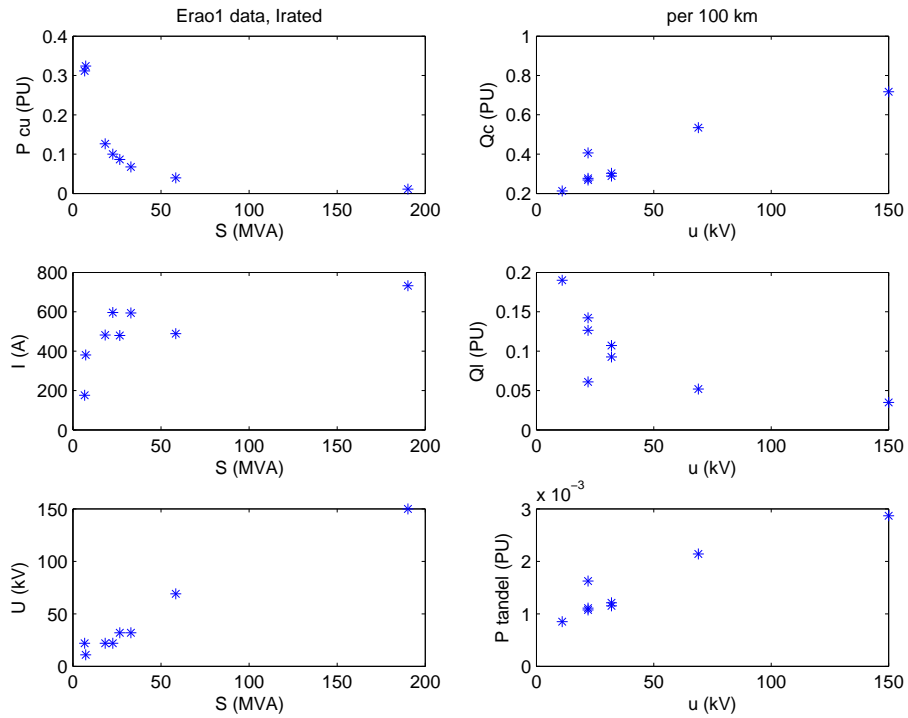 Erao1 data, Irated
0.4
0.3
0.2
0.1
0
P cu (PU)
0 50 100 150 200
S (MVA)
per 100 km
1
0.8
0.6
0.4
0.2
Qc (PU)
0 50 100 150
u (kV)
800
600
400
200
0
I (A)
0 50 100 150 200
S (MVA)
0.2
0.15
0.1
0.05
0
Ql (PU)
0 50 100 150
u (kV)
150
100
50
0
U (kV)
0 50 100 150 200
S (MVA)
x 10⁻³
3
2
1
0
P tandel (PU)
0 50 100 150
u (kV)